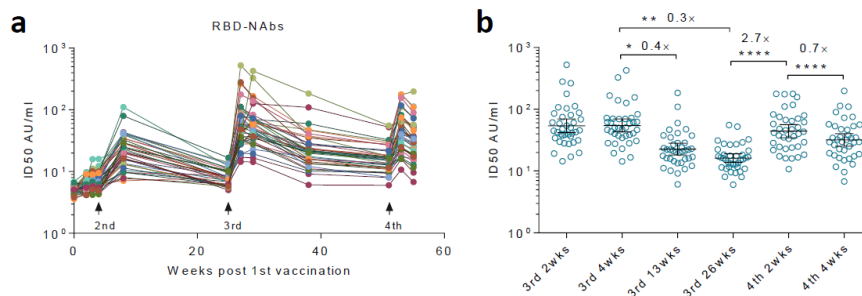 a
RBD-NAbs
ID50 AU/ml
10³
10²
10¹
10⁰
2nd
3rd
4th
0
20
40
60
Weeks post 1st vaccination
b
** 0.3×
* 0.4×
2.7×
****
0.7×
****
ID50 AU/ml
10³
10²
10¹
10⁰
3rd 2wks
3rd 4wks
3rd 13wks
3rd 26wks
4th 2wks
4th 4wks